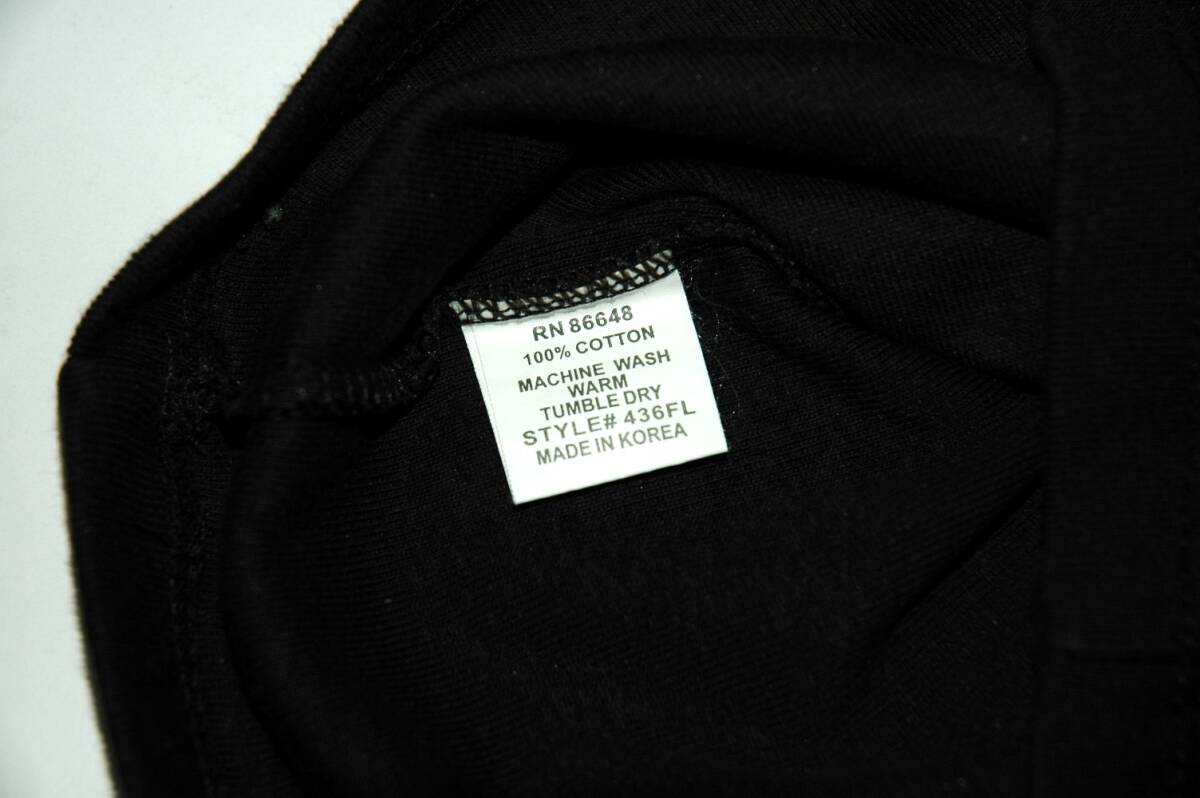 RN 86648
100% COTTON
MACHINE WASH
WARM
TUMBLE DRY
STYLE# 436FL
MADE IN KOREA